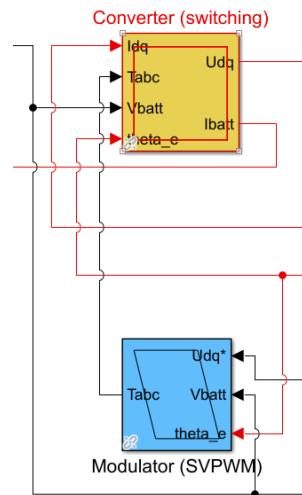 Converter (switching)
Idq
Udq
Tabc
Vbatt
Ibatt
theta_e
Udq*
Tabc
Vbatt
theta_e
Modulator (SVPWM)